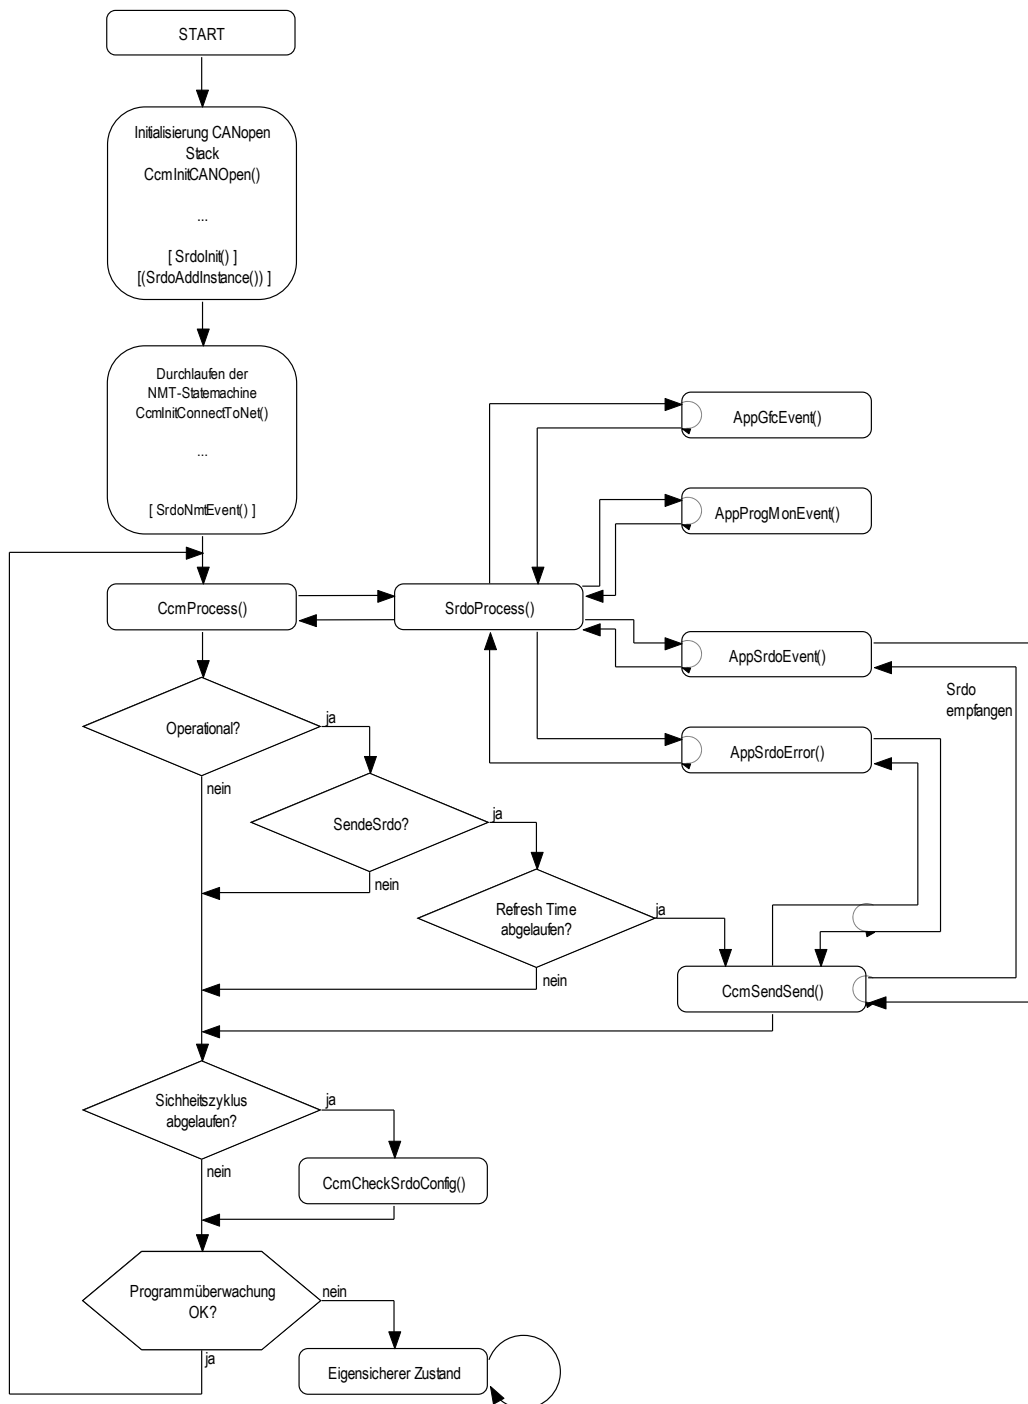 START
Initialisierung CANopen
Stack
CcmInitCANOpen()
...
[ SrdoInit() ]
[(SrdoAddInstance()) ]
Durchlaufen der
NMT-Statemachine
CcmInitConnectToNet()
...
[ SrdoNmtEvent() ]
AppGfcEvent()
AppProgMonEvent()
CcmProcess()
SrdoProcess()
AppSrdoEvent()
Srdo
empfangen
Operational?
ja
nein
AppSrdoError()
SendeSrdo?
ja
nein
Refresh Time
abgelaufen?
ja
nein
CcmSendSend()
Sichheitszyklus
abgelaufen?
ja
nein
CcmCheckSrdoConfig()
Programmüberwachung
OK?
nein
ja
Eigensicherer Zustand